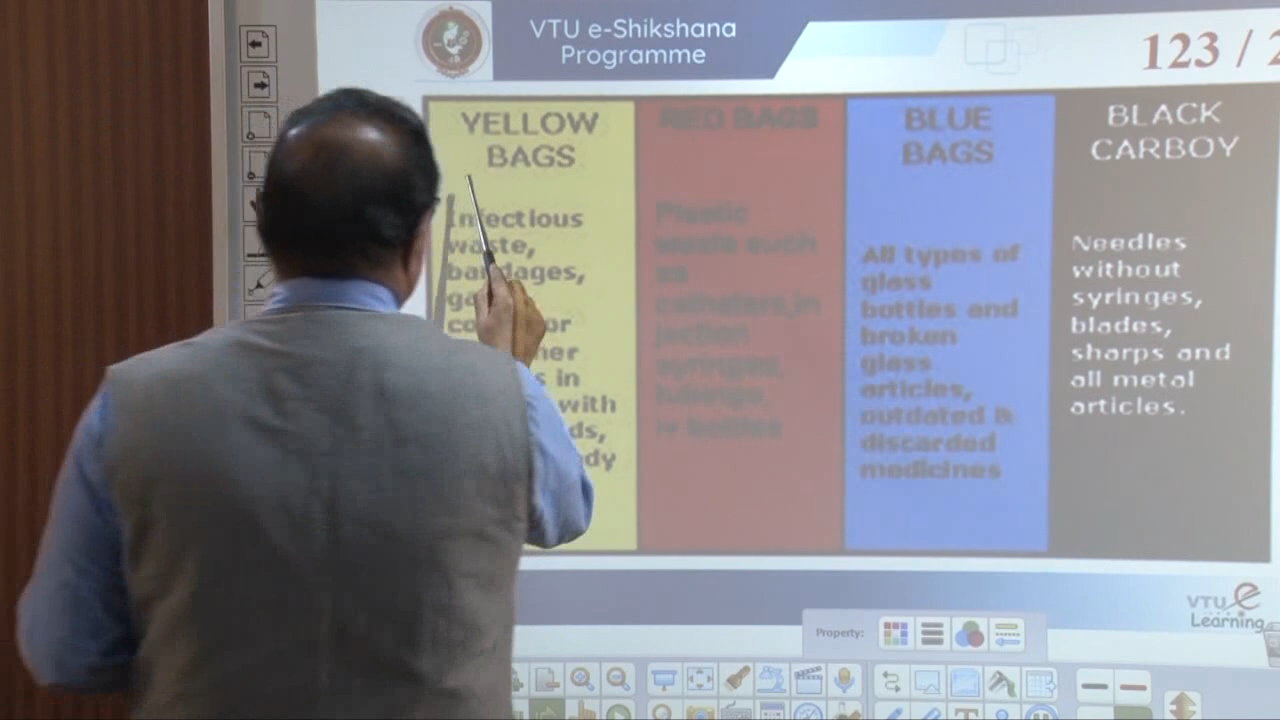 VTU e-Shikshana
Programme
123 / 2
YELLOW
BAGS
Infectious
waste,
bandages,
in
with
RED BAGS
Plastic
waste such
as
catheters,in
jection
syringes,
tubings,
iv bottles
BLUE
BAGS
All types of
glass
bottles and
broken
glass
articles,
outdated &
discarded
medicines
BLACK
CARBOY
Needles
without
syringes,
blades,
sharps and
all metal
articles.
VTU e
Learning
Property: